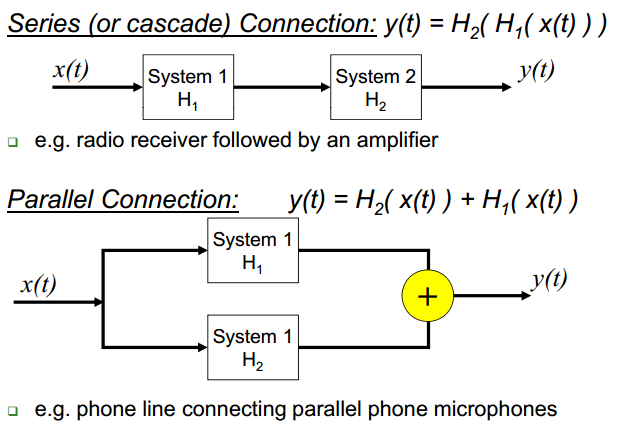 Series (or cascade) Connection: y(t) = H₂( H₁( x(t) ) )
x(t)
System 1
H₁
System 2
H₂
y(t)
e.g. radio receiver followed by an amplifier
Parallel Connection: y(t) = H₂( x(t) ) + H₁( x(t) )
System 1
H₁
x(t)
+
y(t)
System 1
H₂
e.g. phone line connecting parallel phone microphones